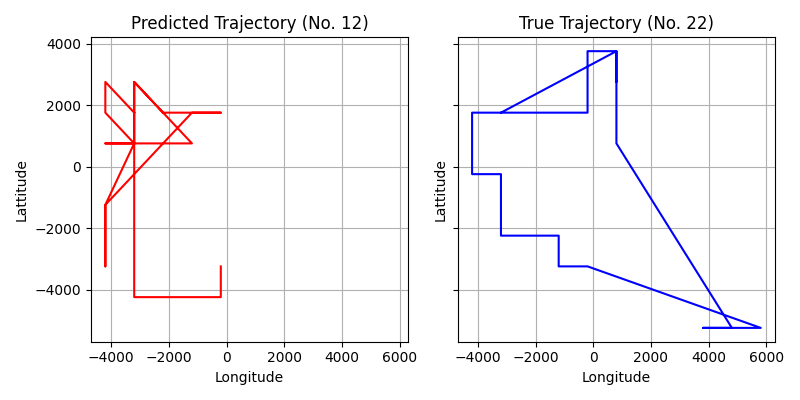 Predicted Trajectory (No. 12)
True Trajectory (No. 22)
4000
2000
0
−2000
−4000
Lattitude
Lattitude
−4000 −2000 0 2000 4000 6000
−4000 −2000 0 2000 4000 6000
Longitude
Longitude